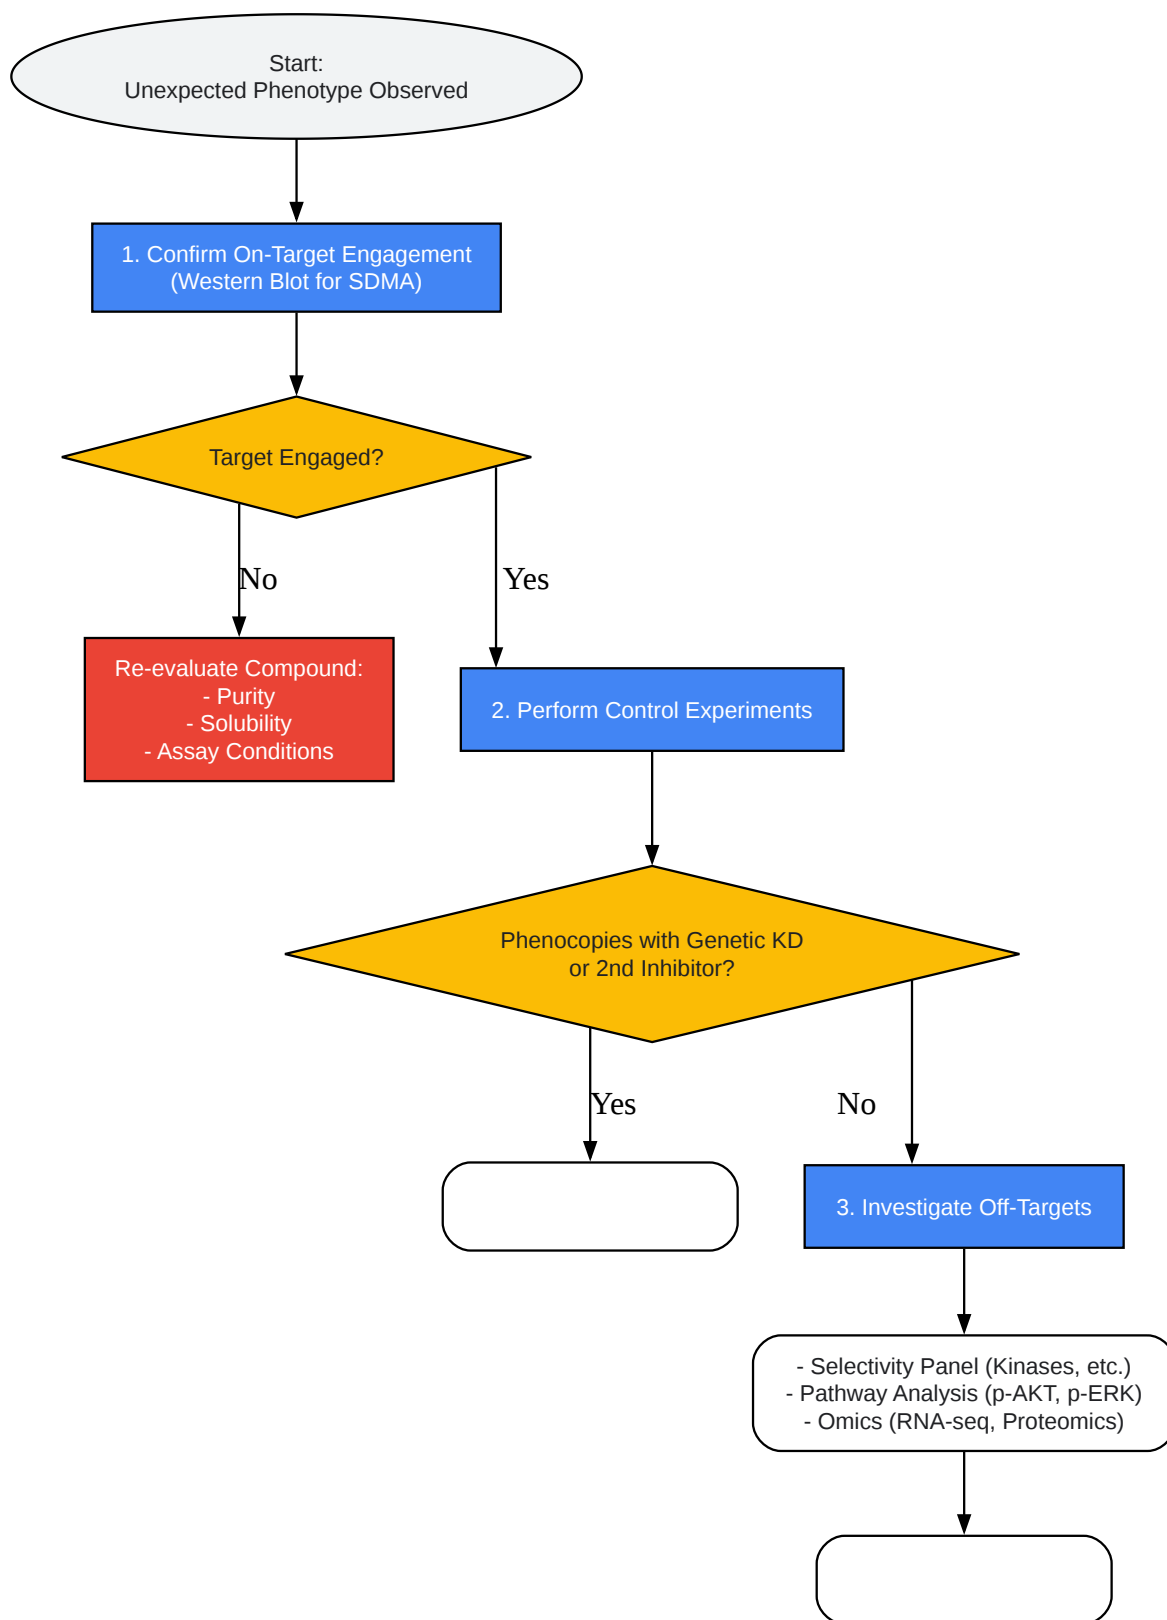 Start:
Unexpected Phenotype Observed
1. Confirm On-Target Engagement
(Western Blot for SDMA)
Target Engaged?
No
Yes
Re-evaluate Compound:
- Purity
- Solubility
- Assay Conditions
2. Perform Control Experiments
Phenocopies with Genetic KD
or 2nd Inhibitor?
Yes
No
3. Investigate Off-Targets
- Selectivity Panel (Kinases, etc.)
- Pathway Analysis (p-AKT, p-ERK)
- Omics (RNA-seq, Proteomics)